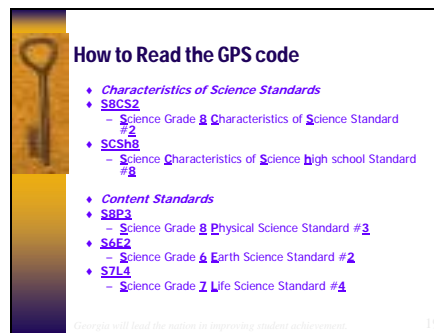 How to Read the GPS code
♦ Characteristics of Science Standards
♦ S8CS2
– Science Grade 8 Characteristics of Science Standard
#2
♦ SCSh8
– Science Characteristics of Science high school Standard
#8
♦ Content Standards
♦ S8P3
– Science Grade 8 Physical Science Standard #3
♦ S6E2
– Science Grade 6 Earth Science Standard #2
♦ S7L4
– Science Grade 7 Life Science Standard #4
Georgia will lead the nation in improving student achievement.